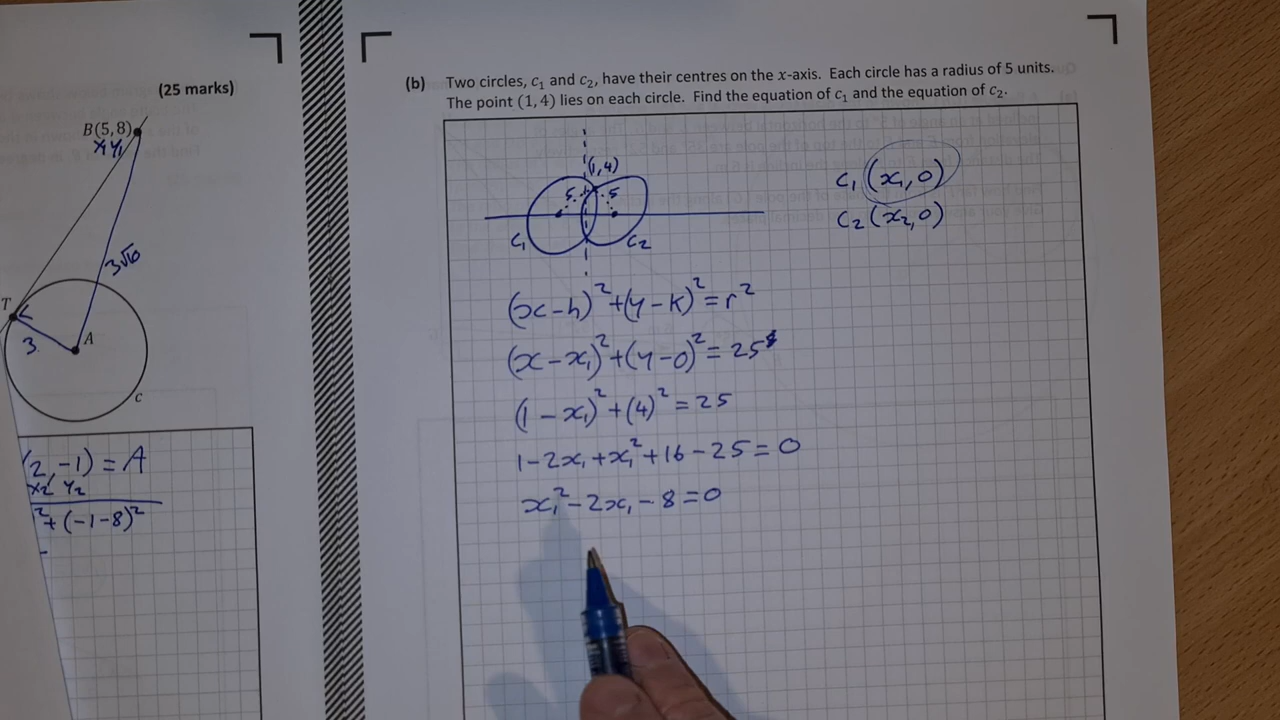 (25 marks)
B(5,8)
x₁ y₁
3√10
T
3
A
c
(2,-1) = A
x₂ y₂
²+(-1-8)²
(b) Two circles, c₁ and c₂, have their centres on the x-axis. Each circle has a radius of 5 units.
The point (1, 4) lies on each circle. Find the equation of c₁ and the equation of c₂.
(1,4)
5 5
C₁ C₂
C₁ (x₁,0)
C₂ (x₂,0)
(x-h)²+(y-k)²=r²
(x-x₁)²+(y-0)²=25
(1-x₁)²+(4)²=25
1-2x₁+x₁²+16-25=0
x₁²-2x₁-8=0